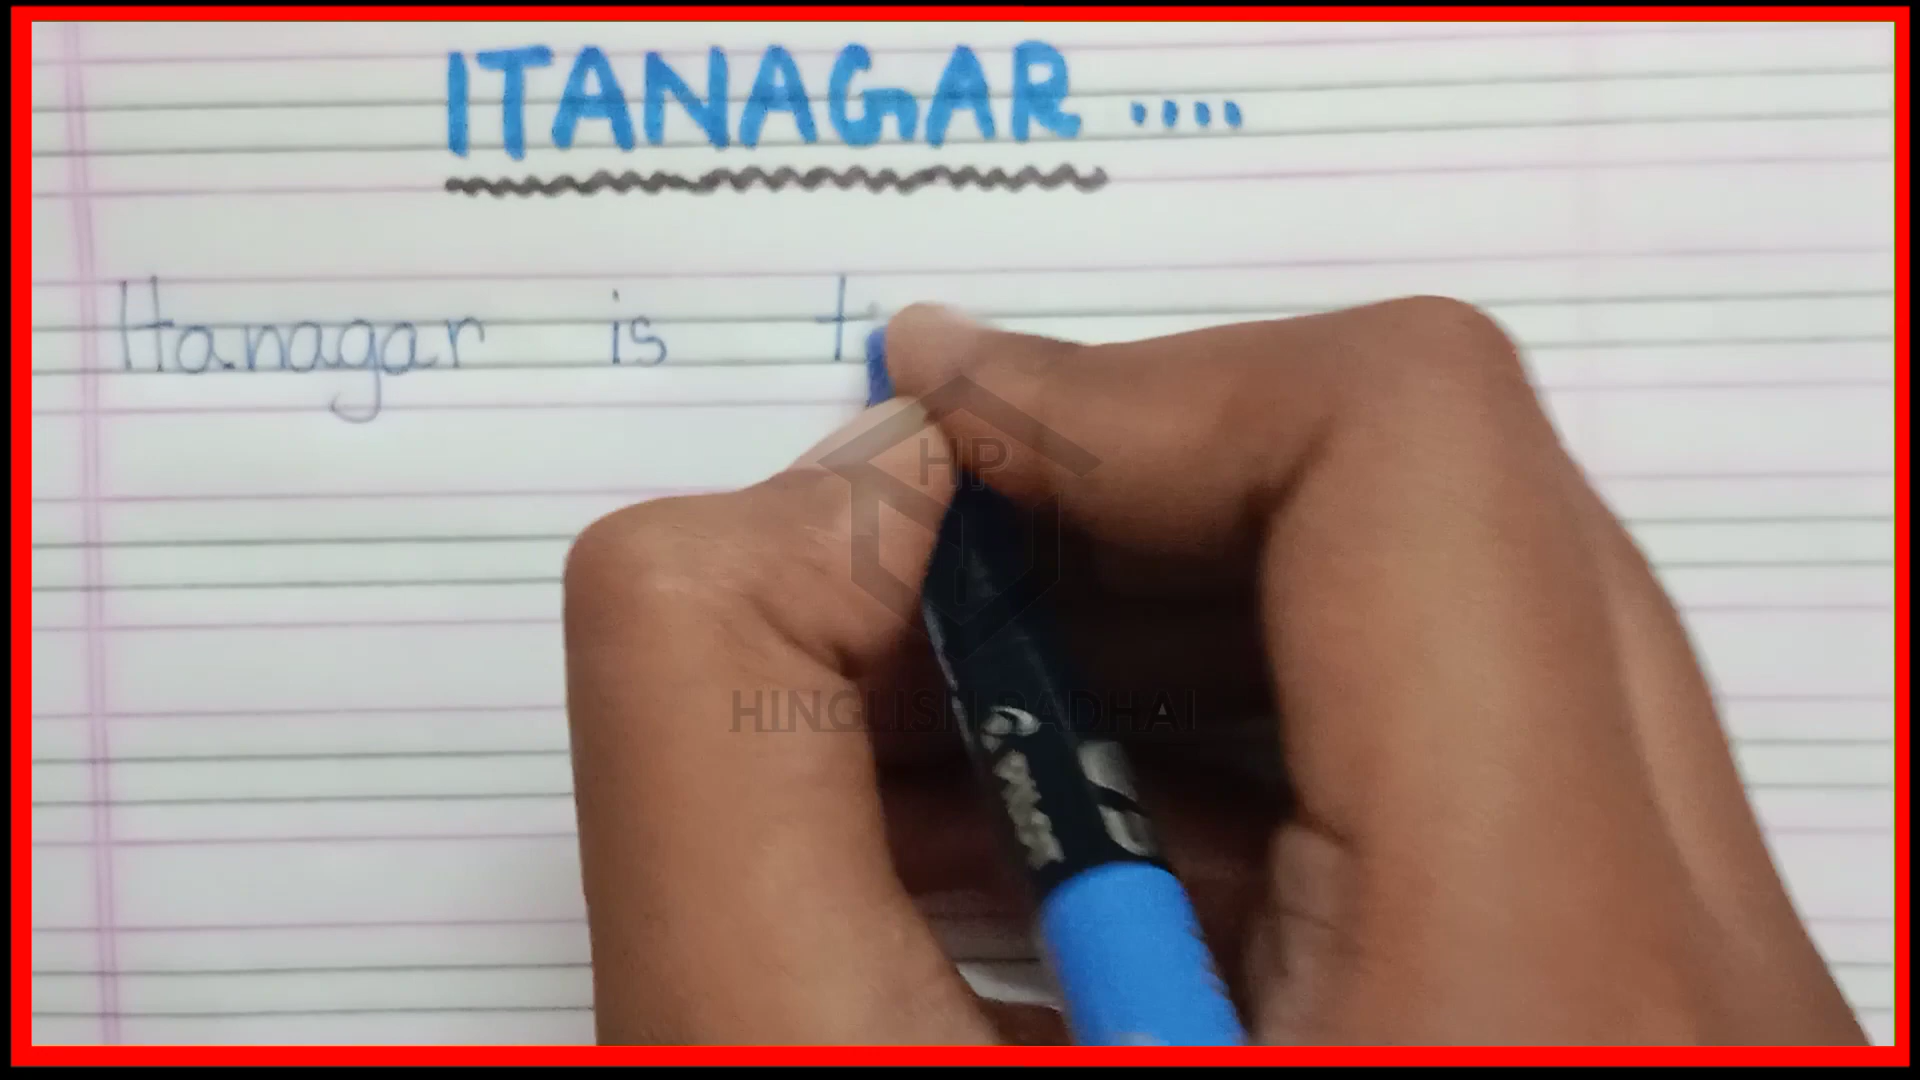 ITANAGAR ....
Itanagar is t
HP
HINGLISH PADHAI